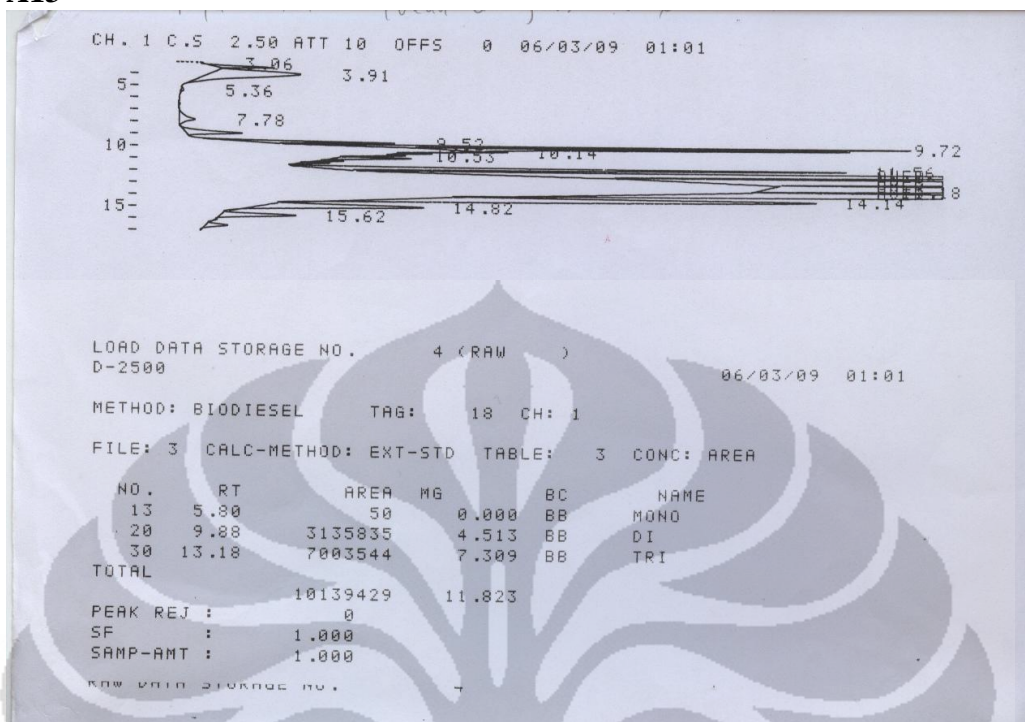 CH. 1 C.S 2.50 ATT 10 OFFS 0 06/03/09 01:01
3.06
3.91
5-
5.36
7.78
10-
9.52
10.53 10.14
9.72
15-
14.82
14.14
15.62
LOAD DATA STORAGE NO. 4 (RAW )
D-2500 06/03/09 01:01
METHOD: BIODIESEL TAG: 18 CH: 1
FILE: 3 CALC-METHOD: EXT-STD TABLE: 3 CONC: AREA
NO. RT AREA MG BC NAME
13 5.80 50 0.000 BB MONO
20 9.88 3135835 4.513 BB DI
30 13.18 7003544 7.309 BB TRI
TOTAL
10139429 11.823
PEAK REJ : 0
SF : 1.000
SAMP-AMT : 1.000
RAW DATA STORAGE NO. 4